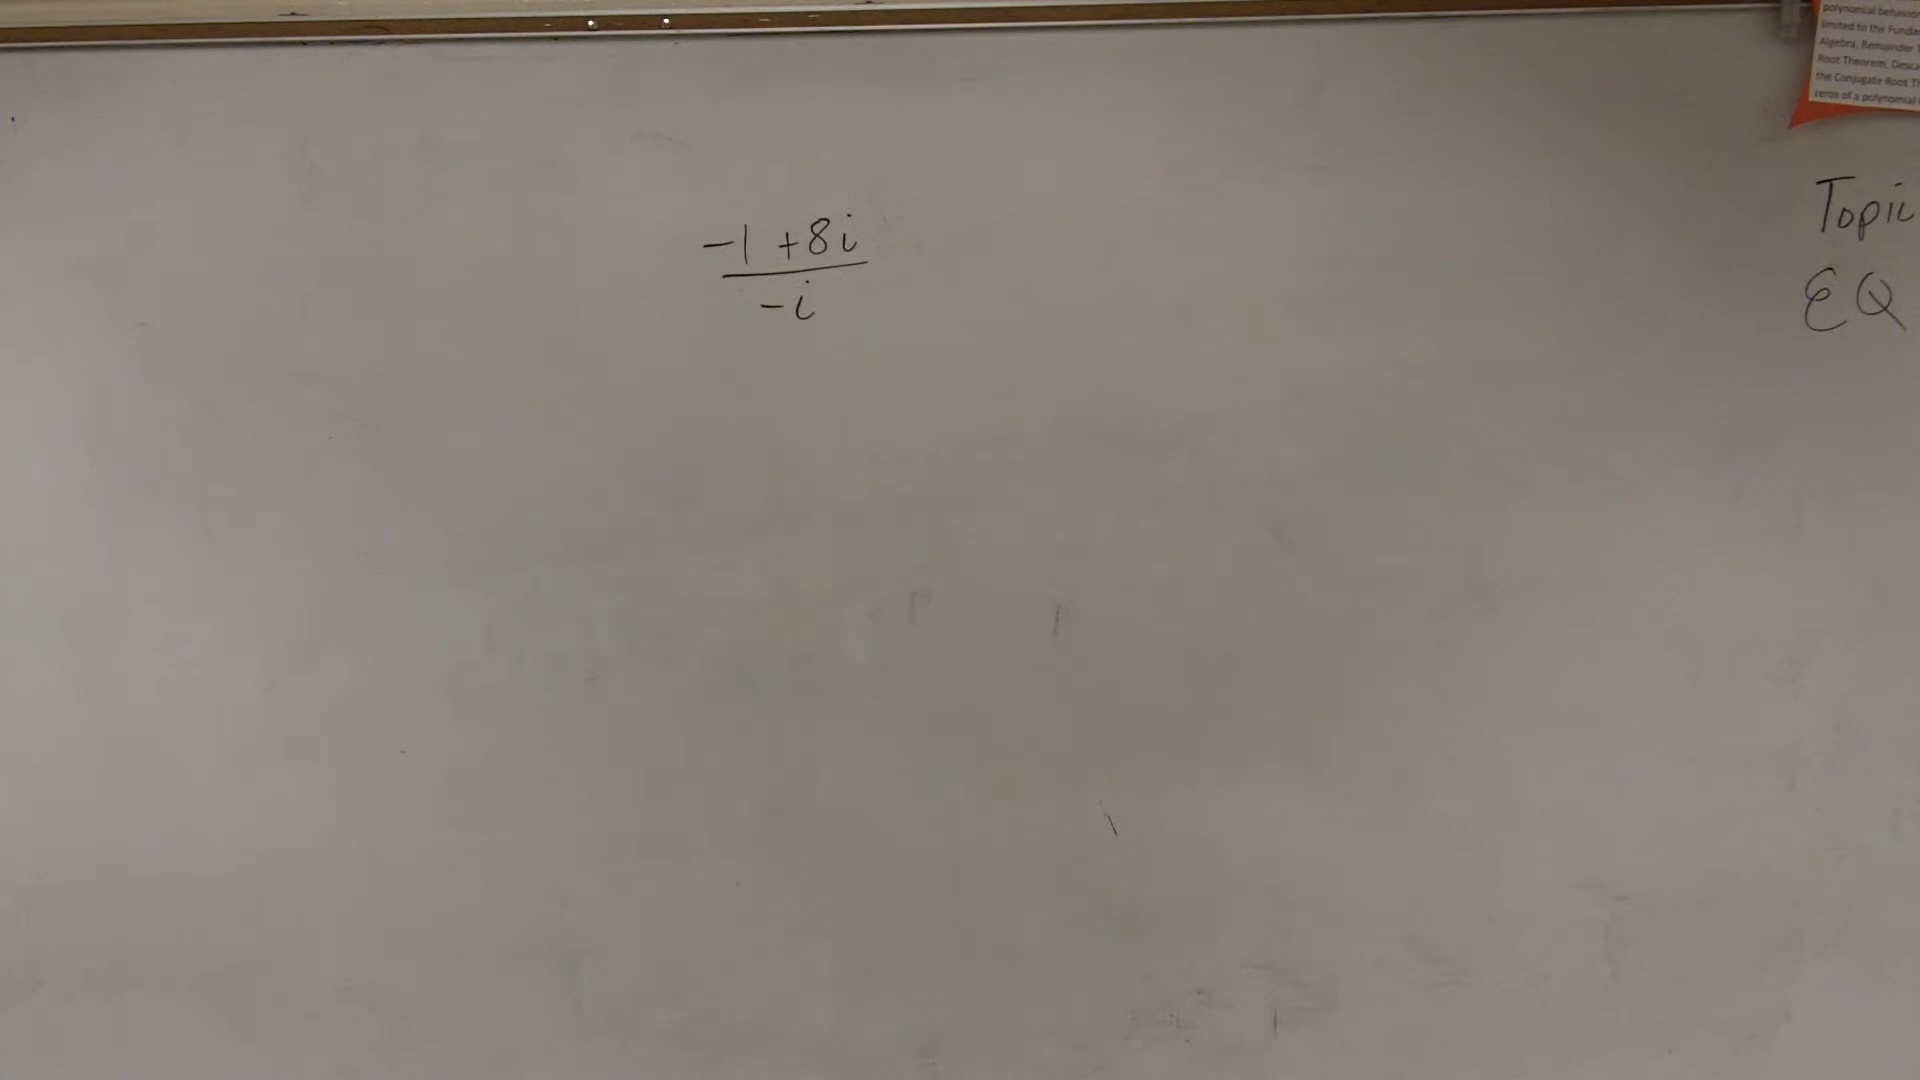 polynomial behavior
limited to the Funda
Algebra, Remainder T
Root Theorem, Desca
the Conjugate Root Th
zeros of a polynomial
-1 +8i
-i
Topic
EQ